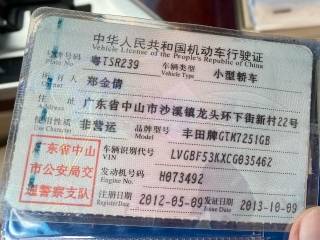 中华人民共和国机动车行驶证
Vehicle License of the People's Republic of China
号牌号码 粤TSR239 车辆类型 小型轿车
Plate No. Vehicle Type
所有人 郑金倩
住址 广东省中山市沙溪镇龙头环下街新村22号
使用性质 非营运 品牌型号 丰田牌GTM7251GB
Model
广东省中山
市公安局交
通警察支队
车辆识别代号 LVGBF53KXCG035462
VIN
发动机号码 H073492
Engine No.
注册日期 2012-05-09 发证日期 2013-10-09
Register Date Issue Date